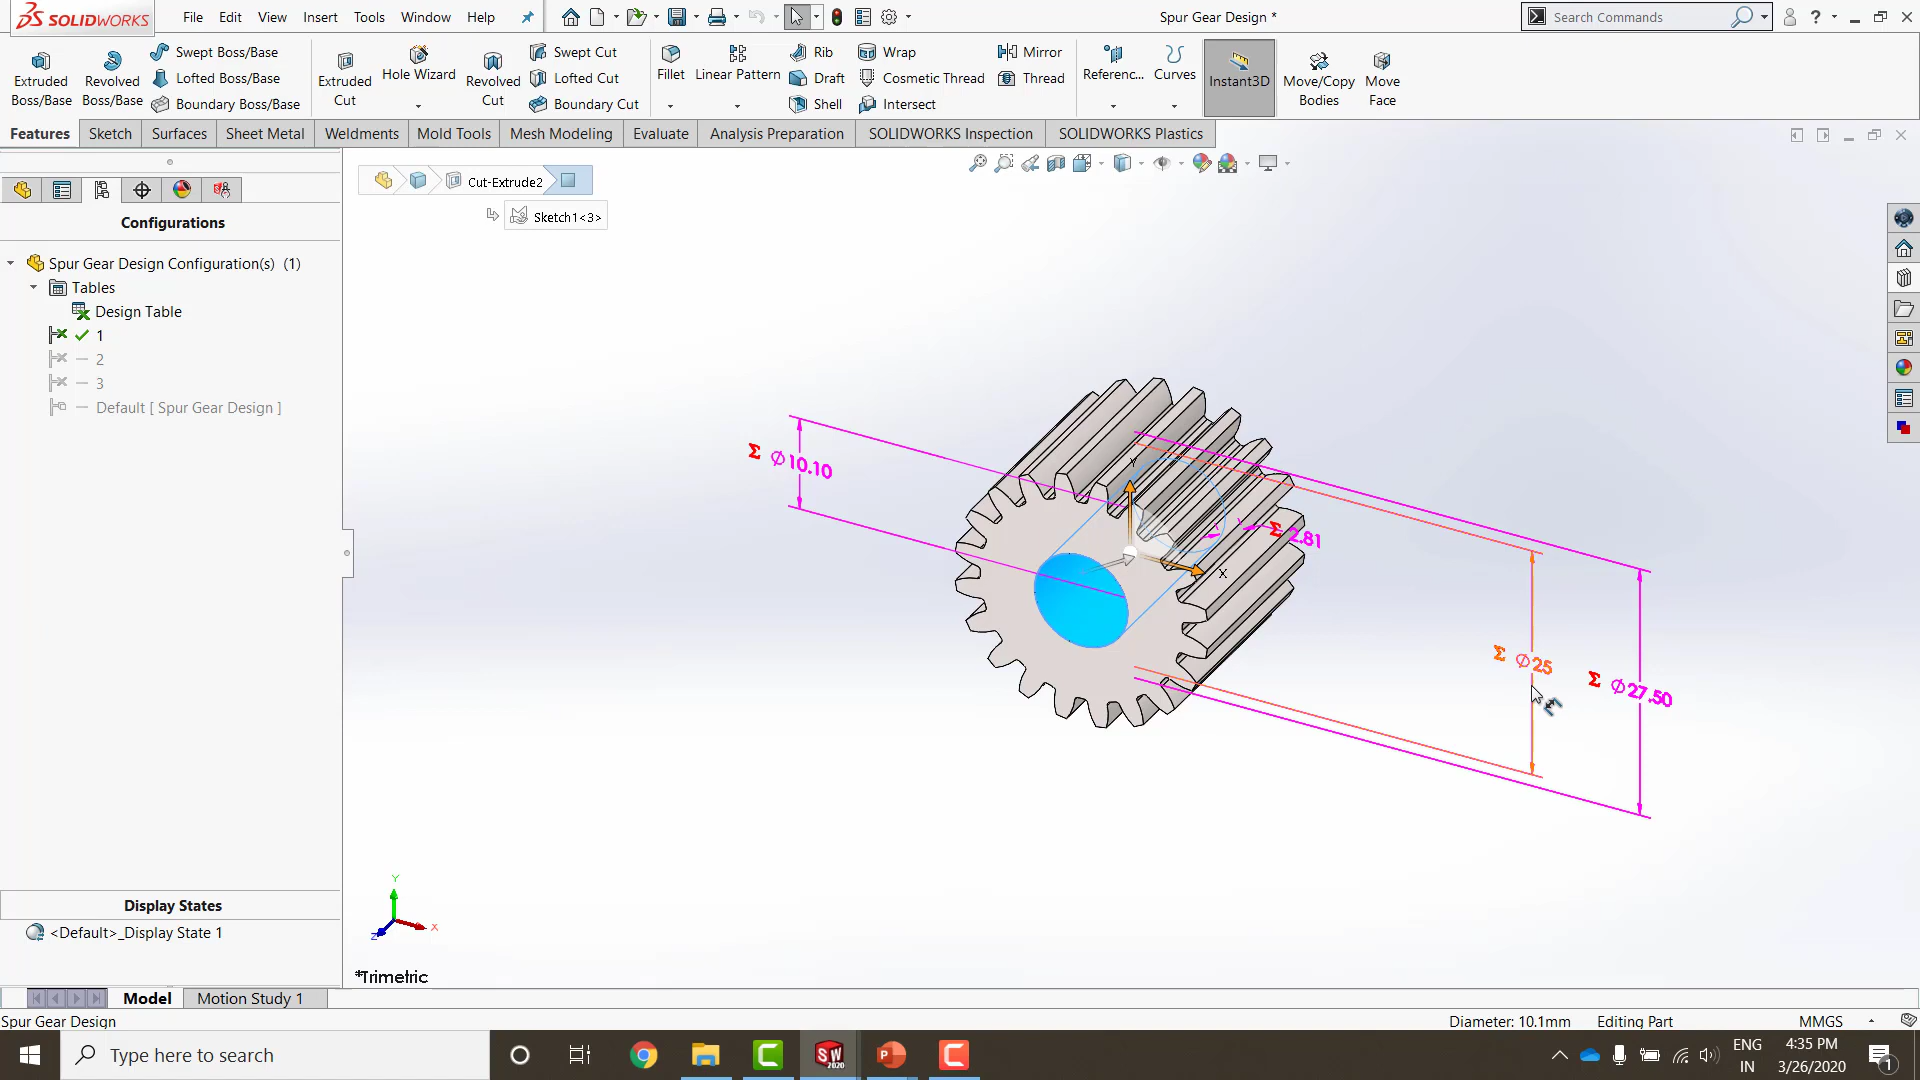 SOLIDWORKS File Edit View Insert Tools Window Help Spur Gear Design * Search Commands ?
Extruded Boss/Base
Revolved Boss/Base
Swept Boss/Base
Lofted Boss/Base
Boundary Boss/Base
Extruded Cut
Hole Wizard
Revolved Cut
Swept Cut
Lofted Cut
Boundary Cut
Fillet
Linear Pattern
Rib
Draft
Shell
Wrap
Cosmetic Thread
Intersect
Mirror
Thread
Referenc...
Curves
Instant3D
Move/Copy Bodies
Move Face
Features Sketch Surfaces Sheet Metal Weldments Mold Tools Mesh Modeling Evaluate Analysis Preparation SOLIDWORKS Inspection SOLIDWORKS Plastics
Cut-Extrude2
Sketch1<3>
Configurations
Spur Gear Design Configuration(s) (1)
Tables
Design Table
1
2
3
Default [ Spur Gear Design ]
Σ ∅10.10
Y
Σ 2.81
X
Σ ∅25
Σ ∅27.50
Display States
<Default>_Display State 1
Y
X
Z
*Trimetric
Model Motion Study 1
Spur Gear Design Diameter: 10.1mm Editing Part MMGS
Type here to search
SW 2020
ENG IN
4:35 PM
3/26/2020
1